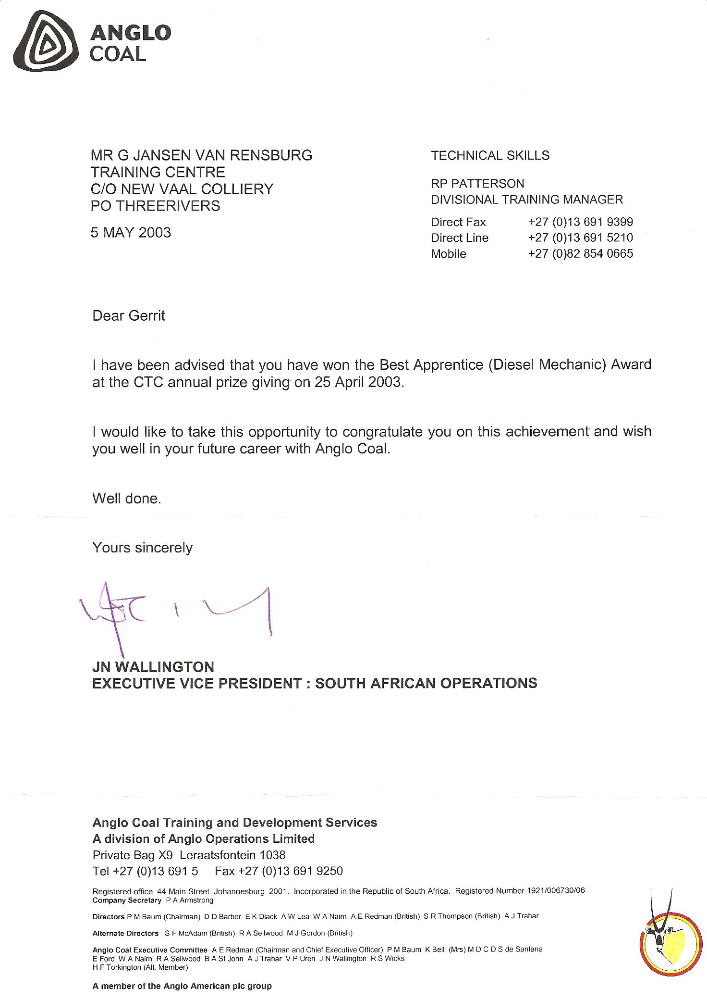 ANGLO
COAL
MR G JANSEN VAN RENSBURG
TRAINING CENTRE
C/O NEW VAAL COLLIERY
PO THREERIVERS
5 MAY 2003
TECHNICAL SKILLS
RP PATTERSON
DIVISIONAL TRAINING MANAGER
Direct Fax +27 (0)13 691 9399
Direct Line +27 (0)13 691 5210
Mobile +27 (0)82 854 0665
Dear Gerrit
I have been advised that you have won the Best Apprentice (Diesel Mechanic) Award
at the CTC annual prize giving on 25 April 2003.
I would like to take this opportunity to congratulate you on this achievement and wish
you well in your future career with Anglo Coal.
Well done.
Yours sincerely
JN WALLINGTON
EXECUTIVE VICE PRESIDENT : SOUTH AFRICAN OPERATIONS
Anglo Coal Training and Development Services
A division of Anglo Operations Limited
Private Bag X9 Leraatsfontein 1038
Tel +27 (0)13 691 5 Fax +27 (0)13 691 9250
Registered office 44 Main Street Johannesburg 2001. Incorporated in the Republic of South Africa. Registered Number 1921/006730/06
Company Secretary P A Armstrong
Directors P M Baum (Chairman) D D Barber E K Diack A W Lea W A Nairn A E Redman (British) S R Thompson (British) A J Trahar
Alternate Directors S F McAdam (British) R A Sellwood M J Gordon (British)
Anglo Coal Executive Committee A E Redman (Chairman and Chief Executive Officer) P M Baum K Bell (Mrs) M D C D S de Santana
E Ford W A Nairn R A Sellwood B A St John A J Trahar V P Uren J N Wallington R S Wicks
H F Torkington (Alt. Member)
A member of the Anglo American plc group